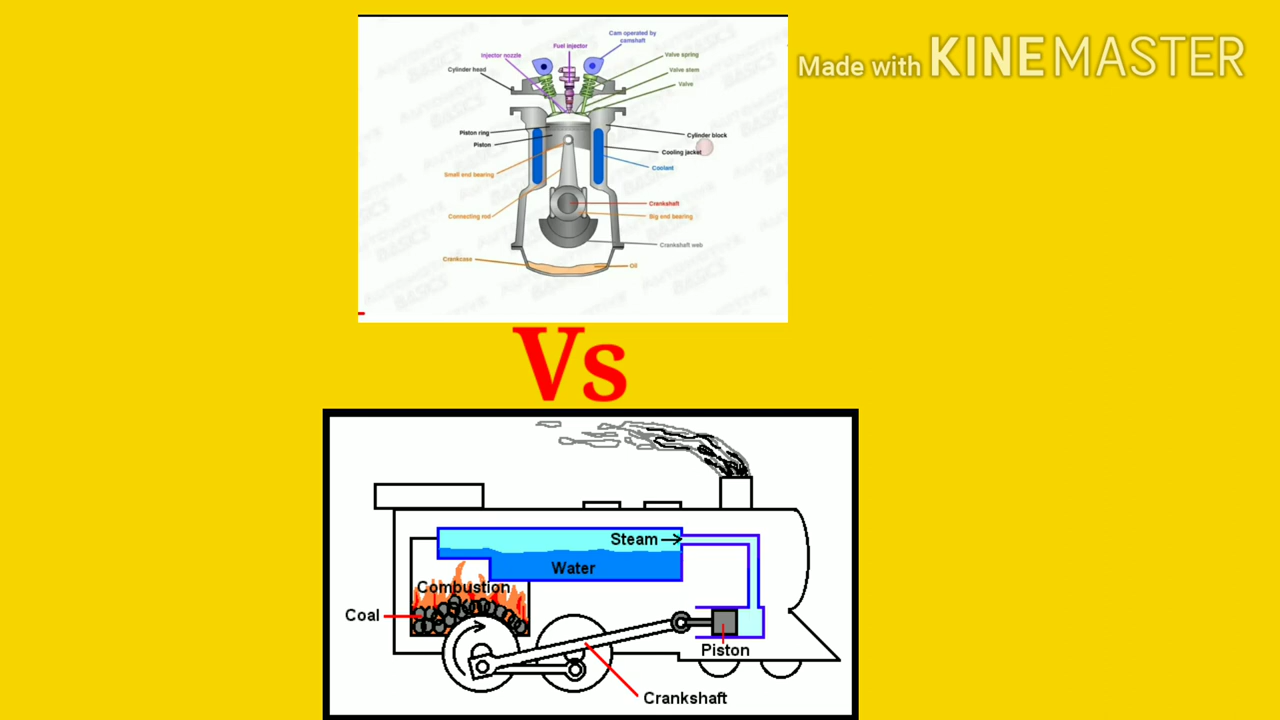 Made with KINEMASTER
Cam operated by
camshaft
Fuel injector
Injector nozzle
Valve spring
Cylinder head
Valve stem
Valve
Piston ring
Cylinder block
Piston
Cooling jacket
Coolant
Small end bearing
Crankshaft
Connecting rod
Big end bearing
Crankshaft web
Crankcase
Oil
Vs
Steam
Water
Combustion
Coal
Piston
Crankshaft